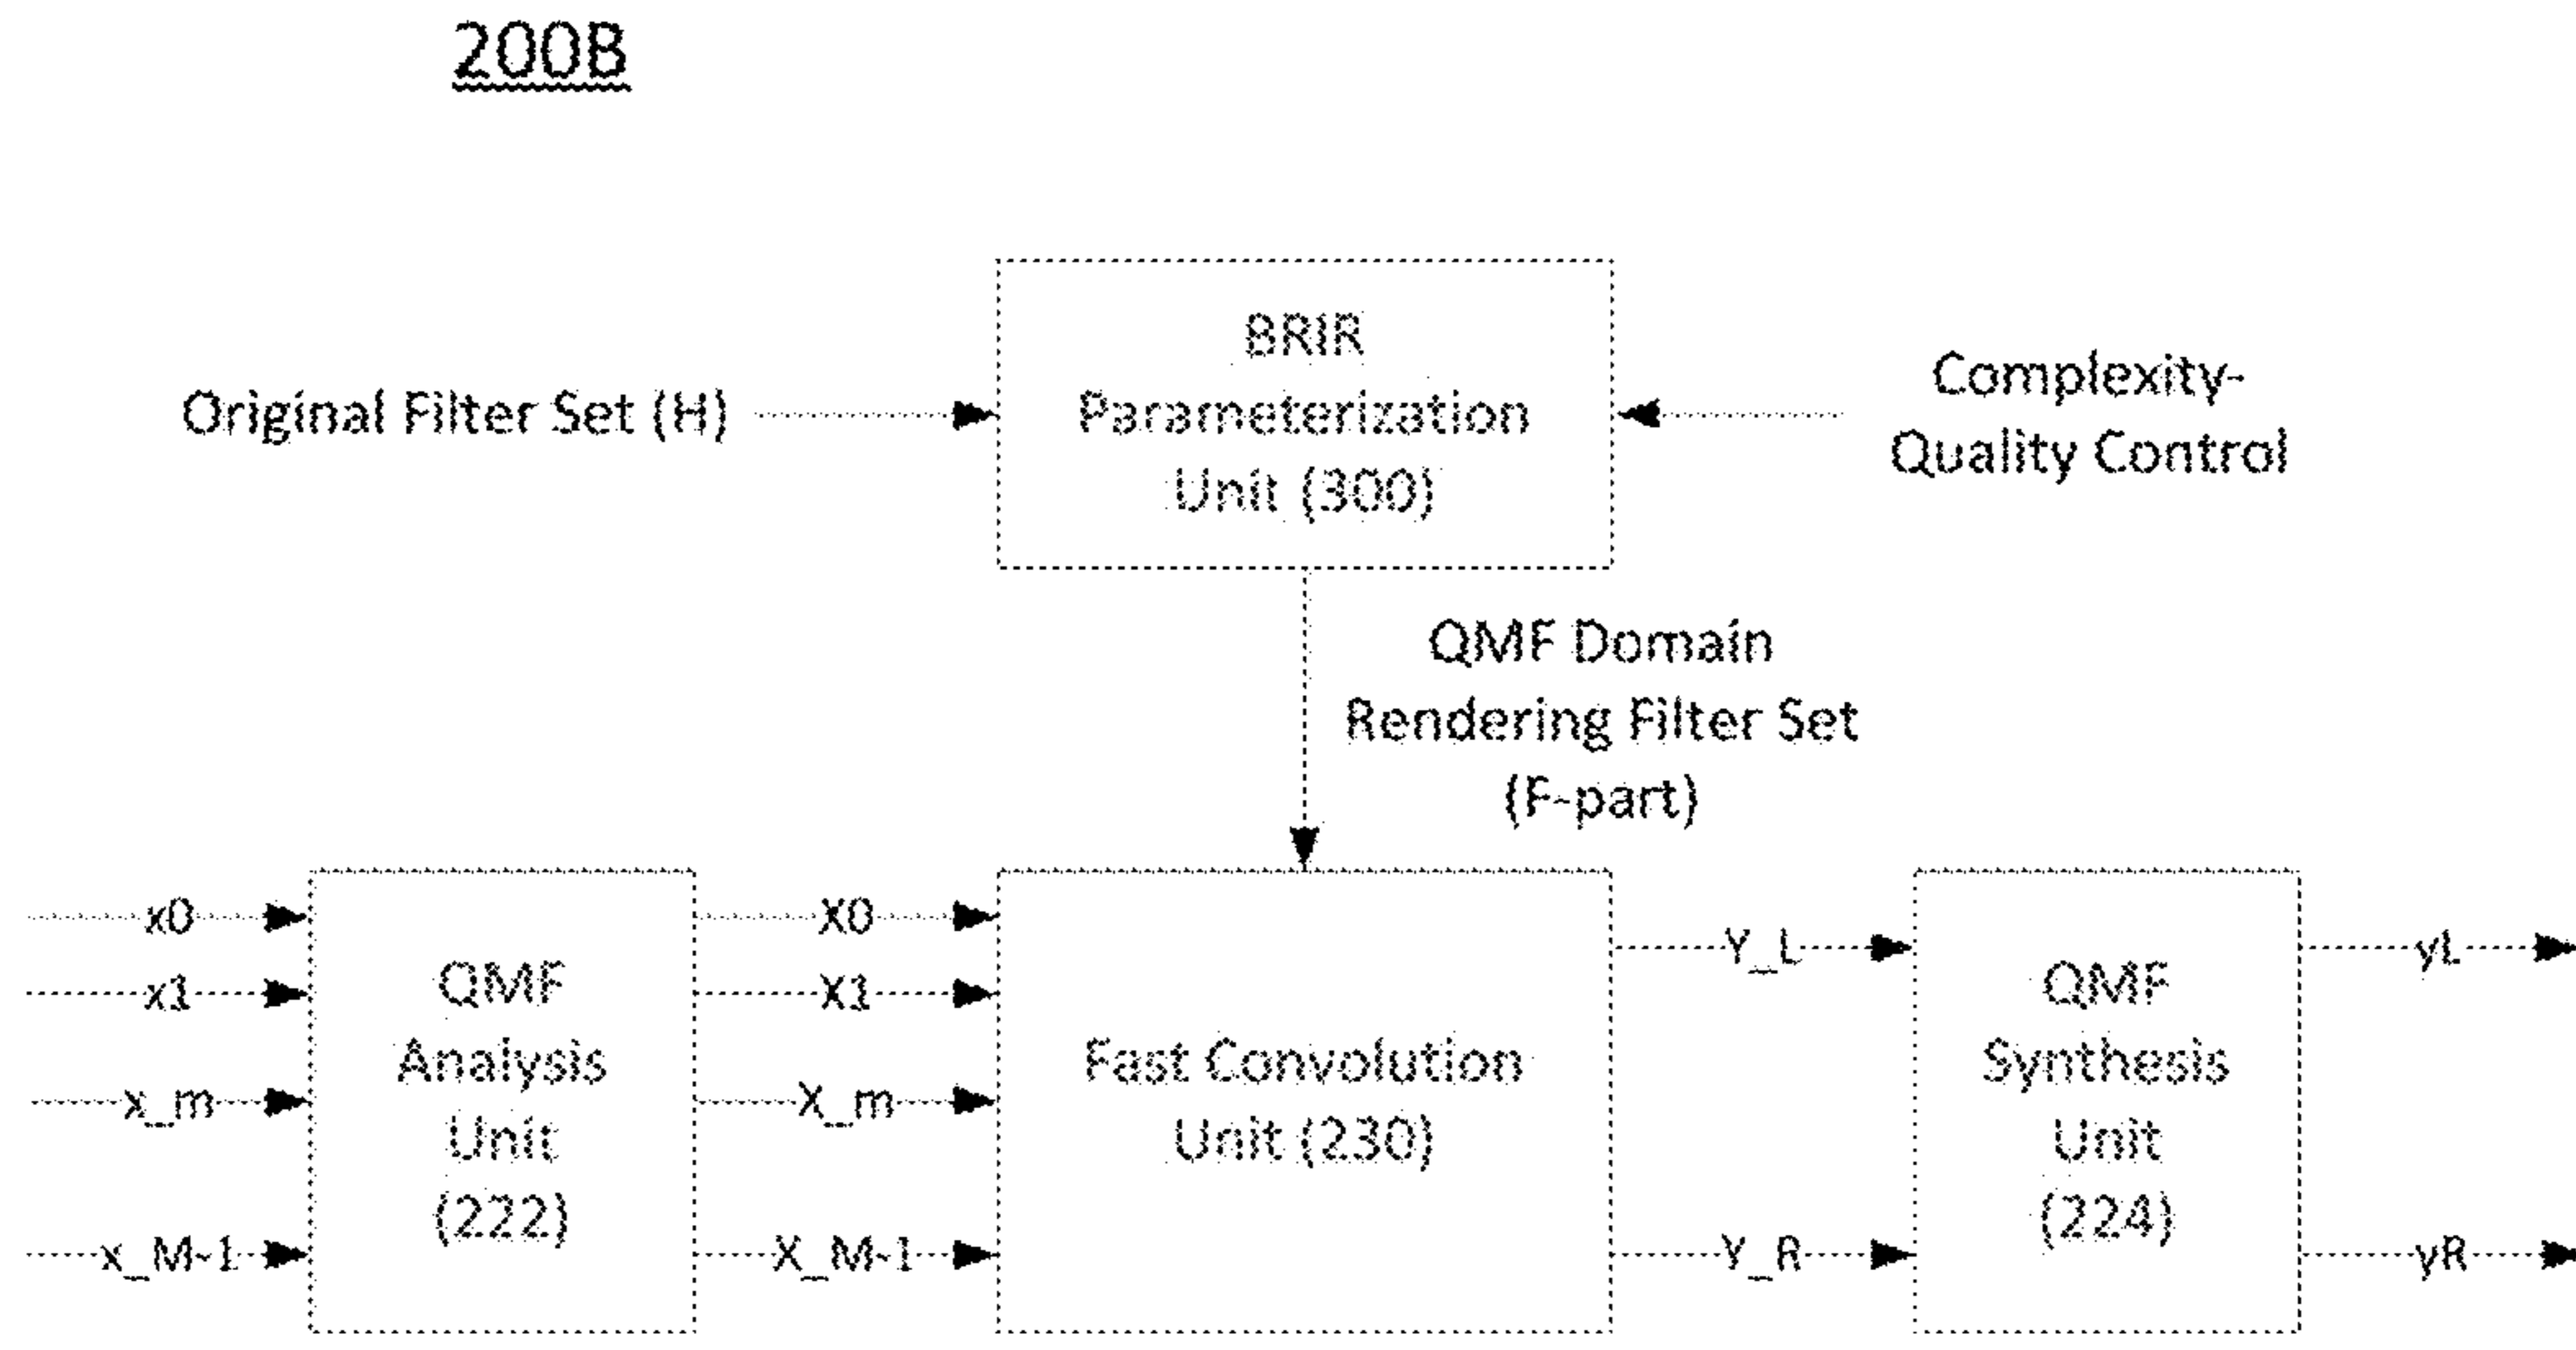 200B
BRIR
Parameterization
Unit (300)
Original Filter Set (H)
Complexity-
Quality Control
QMF Domain
Rendering Filter Set
(F-part)
x0
x1
x_m
x_M-1
QMF
Analysis
Unit
(222)
X0
X1
X_m
X_M-1
Fast Convolution
Unit (230)
Y_L
Y_R
QMF
Synthesis
Unit
(224)
yL
yR